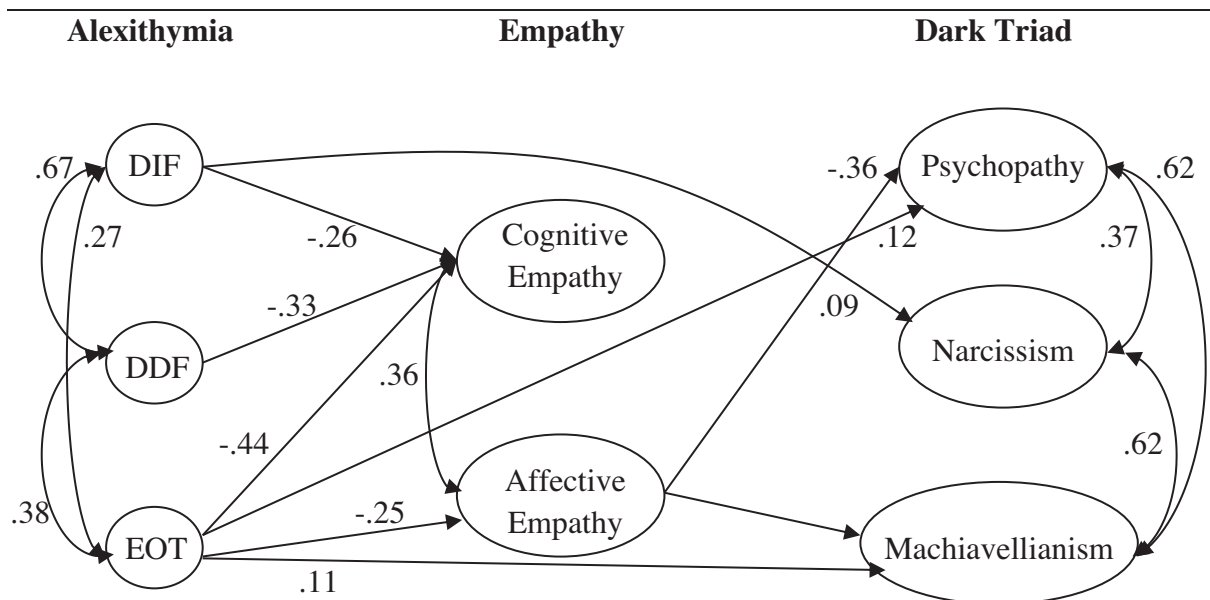 Alexithymia Empathy Dark Triad
.67 DIF -.36 Psychopathy .62
.27 -.26 Cognitive .12 .37
Empathy
-.33 .09
DDF .36 Narcissism
-.44 .62
Affective
.38 -.25 Empathy
EOT Machiavellianism
.11